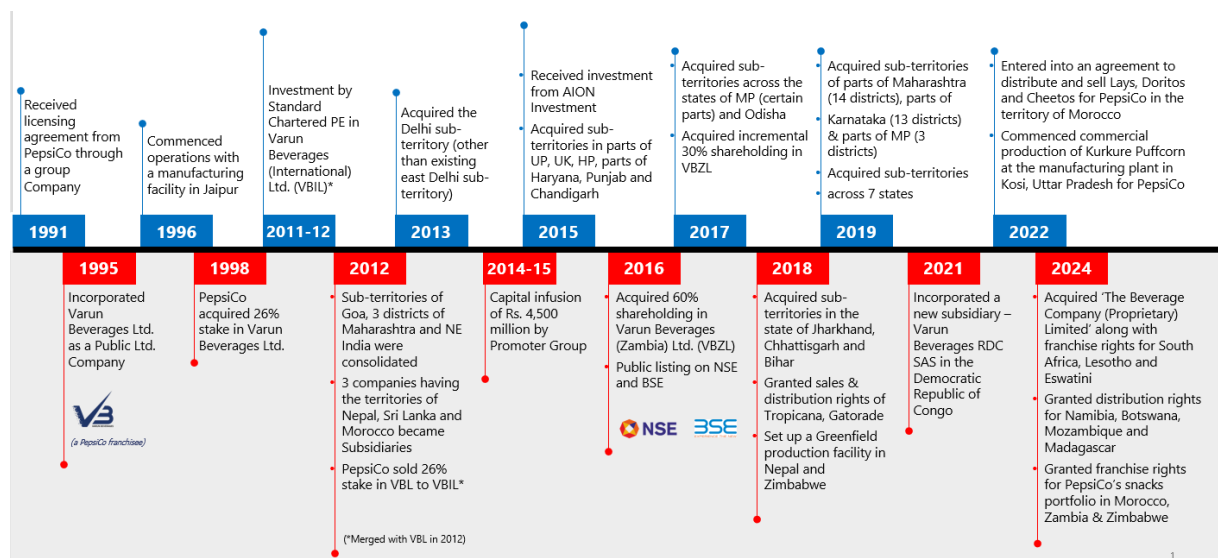 Received
licensing
agreement from
PepsiCo through
a group
Company
1991
Commenced
operations with
a manufacturing
facility in Jaipur
1996
Investment by
Standard
Chartered PE in
Varun
Beverages
(International)
Ltd. (VBIL)*
2011-12
Acquired the
Delhi sub-
territory (other
than existing
east Delhi sub-
territory)
2013
• Received investment
from AION
Investment
• Acquired sub-
territories in parts of
UP, UK, HP, parts of
Haryana, Punjab and
Chandigarh
2015
• Acquired sub-
territories across the
states of MP (certain
parts) and Odisha
• Acquired incremental
30% shareholding in
VBZL
2017
• Acquired sub-territories
of parts of Maharashtra
(14 districts), parts of
• Karnataka (13 districts)
& parts of MP (3
districts)
• Acquired sub-territories
• across 7 states
2019
• Entered into an agreement to
distribute and sell Lays, Doritos
and Cheetos for PepsiCo in the
territory of Morocco
• Commenced commercial
production of Kurkure Puffcorn
at the manufacturing plant in
Kosi, Uttar Pradesh for PepsiCo
2022
1995
Incorporated
Varun
Beverages Ltd.
as a Public Ltd.
Company
VB
(a PepsiCo franchisee)
1998
PepsiCo
acquired 26%
stake in Varun
Beverages Ltd.
2012
• Sub-territories of
Goa, 3 districts of
Maharashtra and NE
India were
consolidated
• 3 companies having
the territories of
Nepal, Sri Lanka and
Morocco became
Subsidiaries
• PepsiCo sold 26%
stake in VBL to VBIL*
(*Merged with VBL in 2012)
2014-15
Capital infusion
of Rs. 4,500
million by
Promoter Group
2016
• Acquired 60%
shareholding in
Varun Beverages
(Zambia) Ltd. (VBZL)
• Public listing on NSE
and BSE
NSE
BSE
2018
• Acquired sub-
territories in the
state of Jharkhand,
Chhattisgarh and
Bihar
• Granted sales &
distribution rights of
Tropicana, Gatorade
• Set up a Greenfield
production facility in
Nepal and
Zimbabwe
2021
Incorporated a
new subsidiary –
Varun
Beverages RDC
SAS in the
Democratic
Republic of
Congo
2024
• Acquired ‘The Beverage
Company (Proprietary)
Limited’ along with
franchise rights for South
Africa, Lesotho and
Eswatini
• Granted distribution rights
for Namibia, Botswana,
Mozambique and
Madagascar
• Granted franchise rights
for PepsiCo’s snacks
portfolio in Morocco,
Zambia & Zimbabwe
1